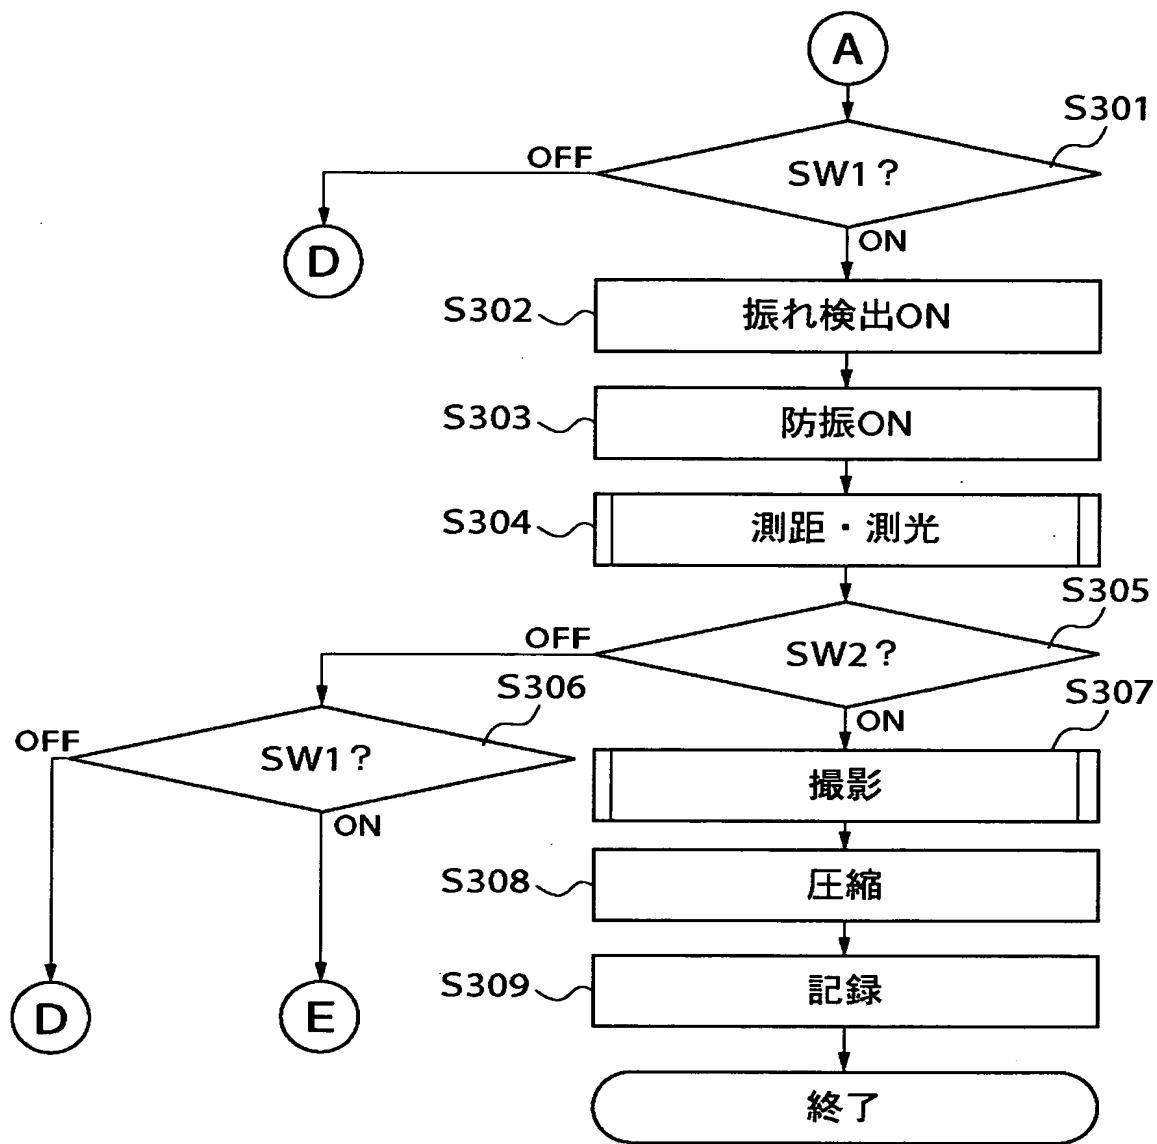 A
S301
OFF
SW1?
D
ON
S302
振れ検出ON
S303
防振ON
S304
測距・測光
S305
OFF
SW2?
S306
S307
ON
OFF
SW1?
撮影
ON
S308
圧縮
S309
記録
D
E
終了